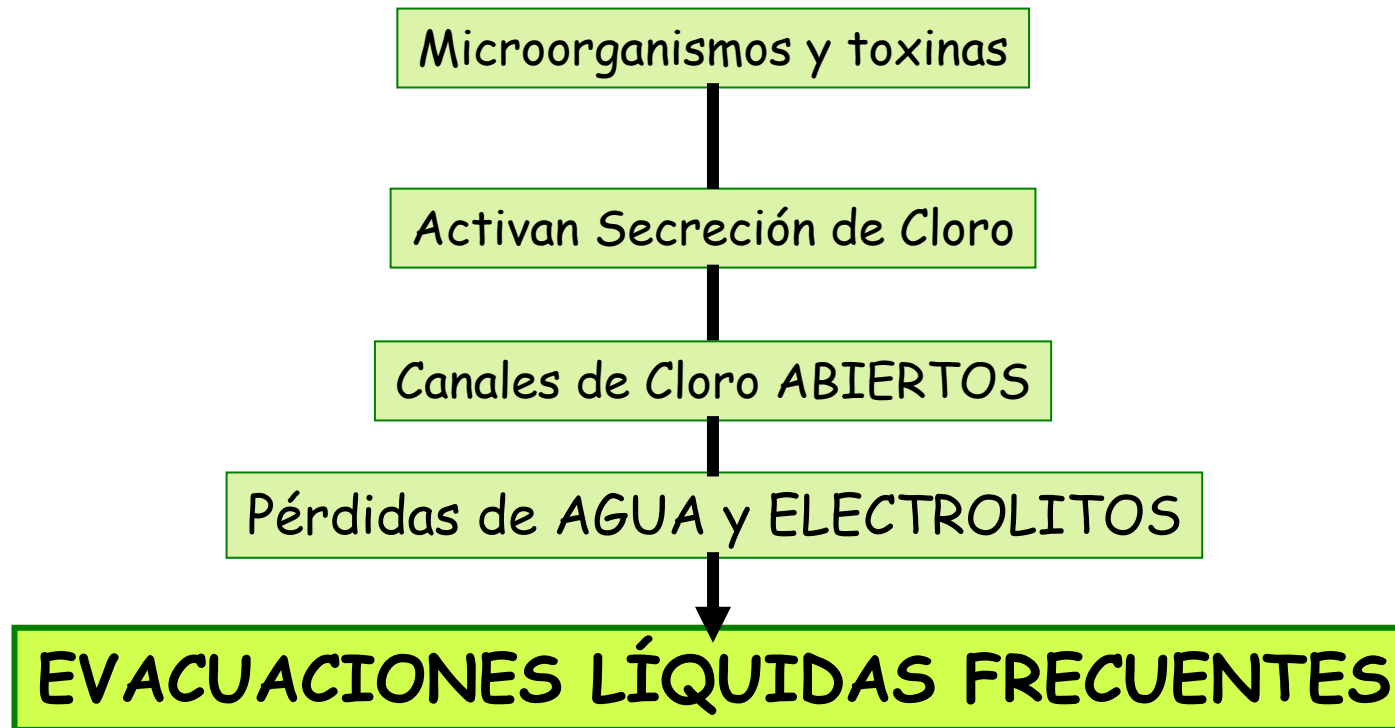 Microorganismos y toxinas
Activan Secreción de Cloro
Canales de Cloro ABIERTOS
Pérdidas de AGUA y ELECTROLITOS
EVACUACIONES LÍQUIDAS FRECUENTES